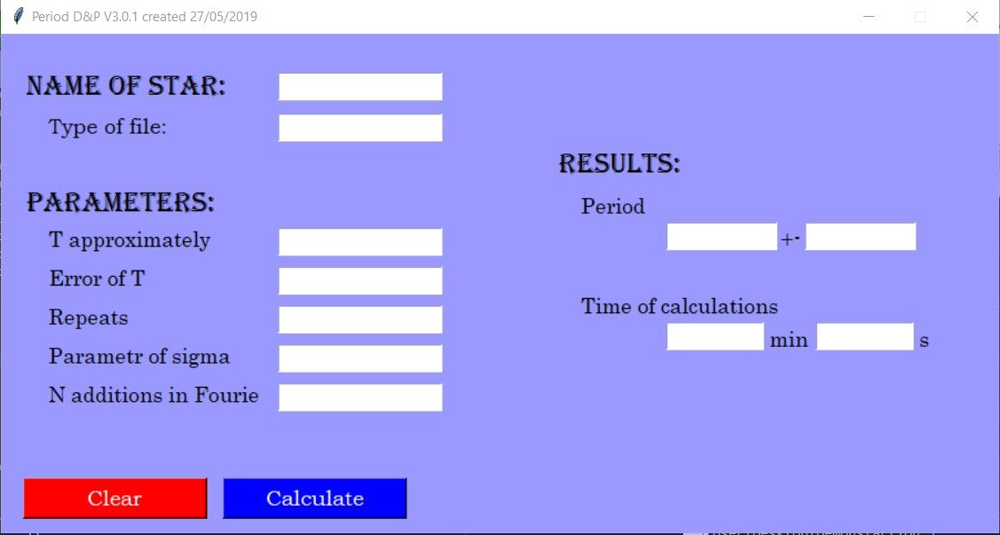 Period D&P V3.0.1 created 27/05/2019
NAME OF STAR:
Type of file:
PARAMETERS:
T approximately
Error of T
Repeats
Parametr of sigma
N additions in Fourie
Clear
Calculate
RESULTS:
Period
+-
Time of calculations
min
s